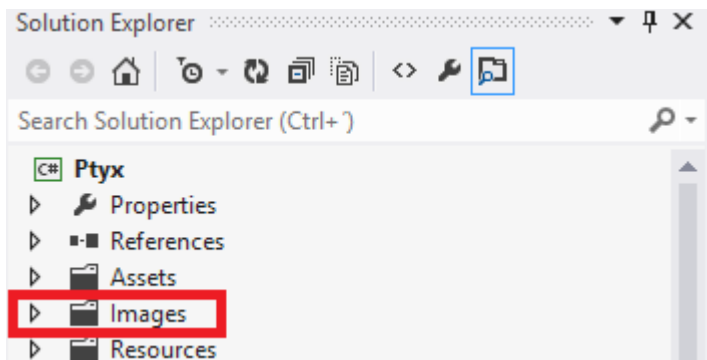 Solution Explorer
Search Solution Explorer (Ctrl+¨)
C# Ptyx
Properties
References
Assets
Images
Resources